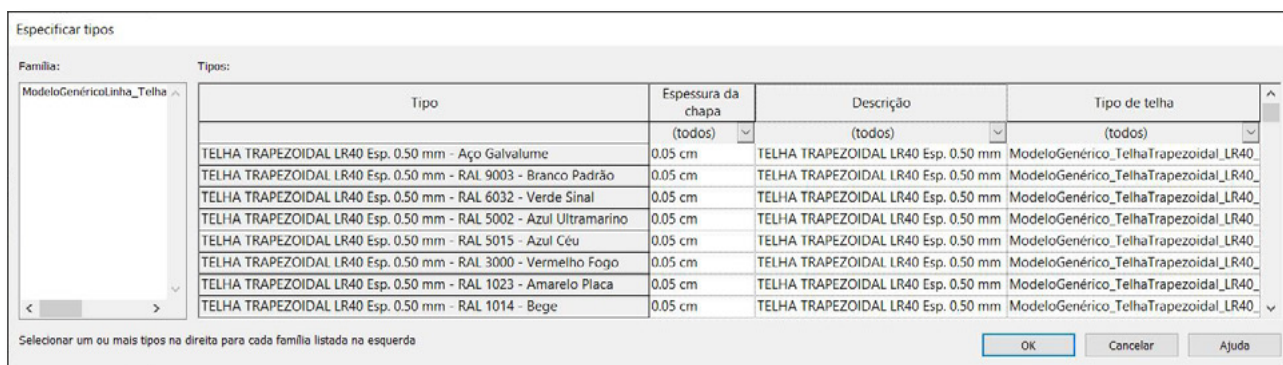 Especificar tipos
Família: Tipos:
ModeloGenéricoLinha_Telha
Tipo Espessura da chapa Descrição Tipo de telha
(todos) (todos) (todos)
TELHA TRAPEZOIDAL LR40 Esp. 0.50 mm - Aço Galvalume 0.05 cm TELHA TRAPEZOIDAL LR40 Esp. 0.50 mm ModeloGenérico_TelhaTrapezoidal_LR40_
TELHA TRAPEZOIDAL LR40 Esp. 0.50 mm - RAL 9003 - Branco Padrão 0.05 cm TELHA TRAPEZOIDAL LR40 Esp. 0.50 mm ModeloGenérico_TelhaTrapezoidal_LR40_
TELHA TRAPEZOIDAL LR40 Esp. 0.50 mm - RAL 6032 - Verde Sinal 0.05 cm TELHA TRAPEZOIDAL LR40 Esp. 0.50 mm ModeloGenérico_TelhaTrapezoidal_LR40_
TELHA TRAPEZOIDAL LR40 Esp. 0.50 mm - RAL 5002 - Azul Ultramarino 0.05 cm TELHA TRAPEZOIDAL LR40 Esp. 0.50 mm ModeloGenérico_TelhaTrapezoidal_LR40_
TELHA TRAPEZOIDAL LR40 Esp. 0.50 mm - RAL 5015 - Azul Céu 0.05 cm TELHA TRAPEZOIDAL LR40 Esp. 0.50 mm ModeloGenérico_TelhaTrapezoidal_LR40_
TELHA TRAPEZOIDAL LR40 Esp. 0.50 mm - RAL 3000 - Vermelho Fogo 0.05 cm TELHA TRAPEZOIDAL LR40 Esp. 0.50 mm ModeloGenérico_TelhaTrapezoidal_LR40_
TELHA TRAPEZOIDAL LR40 Esp. 0.50 mm - RAL 1023 - Amarelo Placa 0.05 cm TELHA TRAPEZOIDAL LR40 Esp. 0.50 mm ModeloGenérico_TelhaTrapezoidal_LR40_
TELHA TRAPEZOIDAL LR40 Esp. 0.50 mm - RAL 1014 - Bege 0.05 cm TELHA TRAPEZOIDAL LR40 Esp. 0.50 mm ModeloGenérico_TelhaTrapezoidal_LR40_
Selecionar um ou mais tipos na direita para cada família listada na esquerda OK Cancelar Ajuda